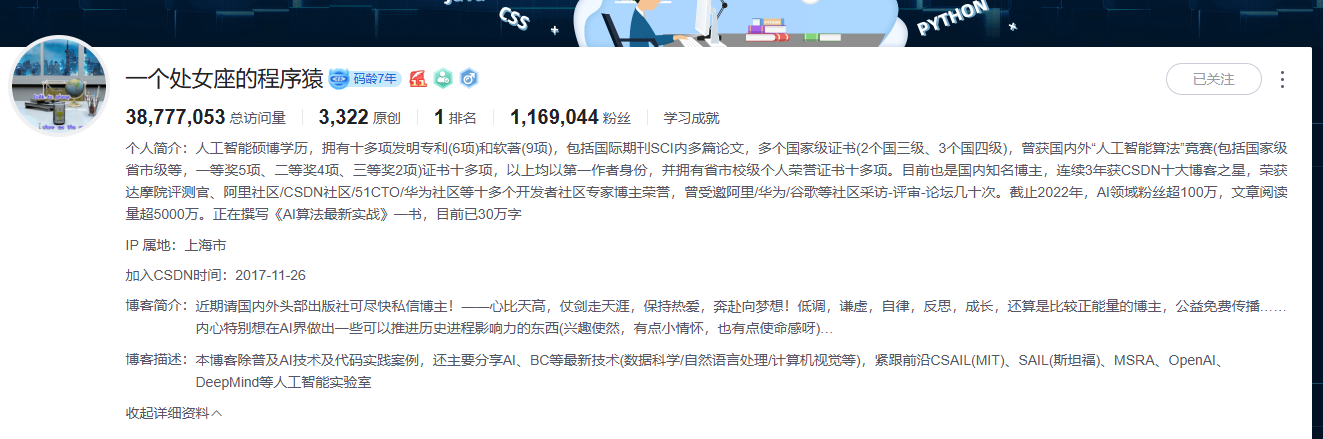 CSS
PYTHON
一个处女座的程序猿 码龄7年
已关注
38,777,053 总访问量 3,322 原创 1 排名 1,169,044 粉丝 学习成就
个人简介：人工智能硕博学历，拥有十多项发明专利(6项)和软著(9项)，包括国际期刊SCI内多篇论文，多个国家级证书(2个国三级、3个国四级)，曾获国内外“人工智能算法”竞赛(包括国家级
省市级等，一等奖5项、二等奖4项、三等奖2项)证书十多项，以上均以第一作者身份，并拥有省市校级个人荣誉证书十多项。目前也是国内知名博主，连续3年获CSDN十大博客之星，荣获
达摩院评测官、阿里社区/CSDN社区/51CTO/华为社区等十多个开发者社区专家博主荣誉，曾受邀阿里/华为/谷歌等社区采访-评审-论坛几十次。截止2022年，AI领域粉丝超100万，文章阅读
量超5000万。正在撰写《AI算法最新实战》一书，目前已30万字
IP 属地：上海市
加入CSDN时间：2017-11-26
博客简介：近期请国内外头部出版社可尽快私信博主！——心比天高，仗剑走天涯，保持热爱，奔赴向梦想！低调，谦虚，自律，反思，成长，还算是比较正能量的博主，公益免费传播……
内心特别想在AI界做出一些可以推进历史进程影响力的东西(兴趣使然，有点小情怀，也有点使命感呀)…
博客描述：本博客除普及AI技术及代码实践案例，还主要分享AI、BC等最新技术(数据科学/自然语言处理/计算机视觉等)，紧跟前沿CSAIL(MIT)、SAIL(斯坦福)、MSRA、OpenAI、
DeepMind等人工智能实验室
收起详细资料